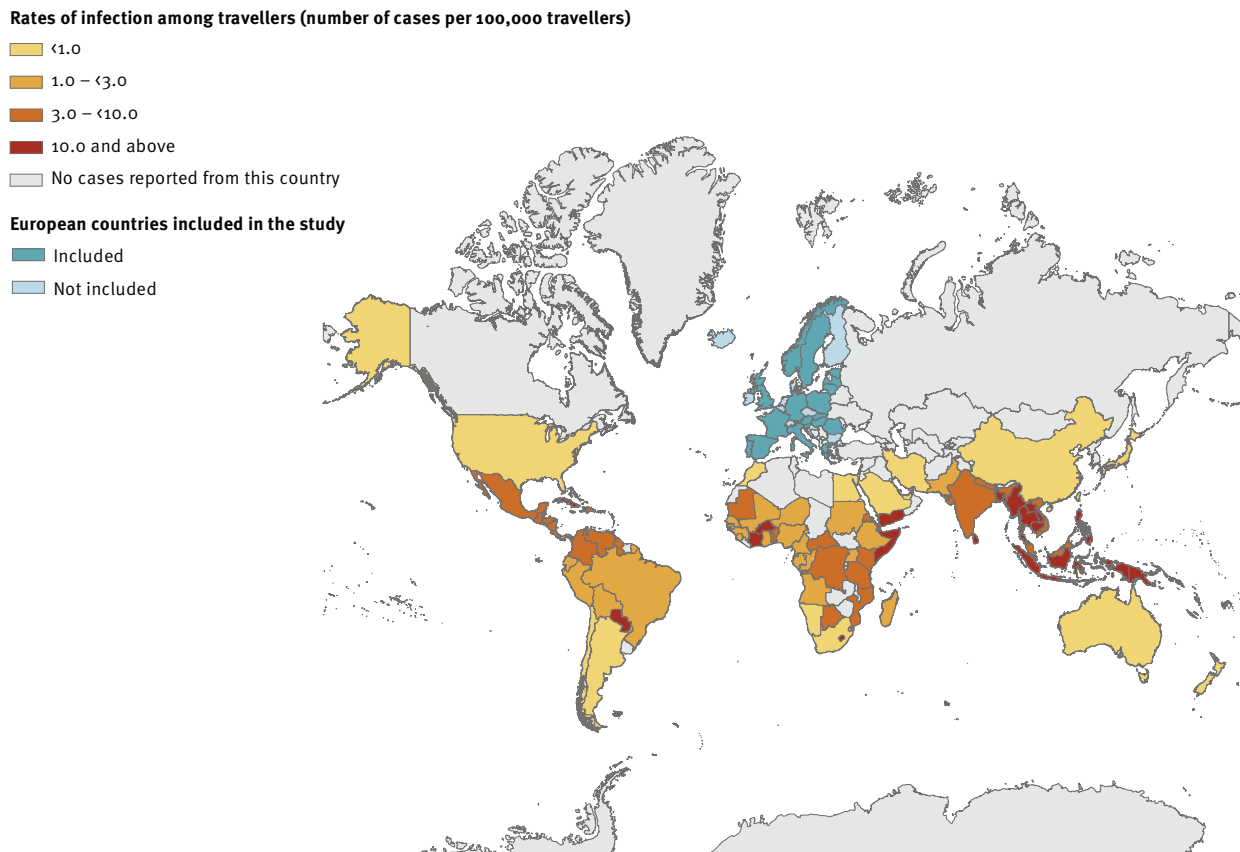 Rates of infection among travellers (number of cases per 100,000 travellers)
<1.0
1.0 – <3.0
3.0 – <10.0
10.0 and above
No cases reported from this country
European countries included in the study
Included
Not included